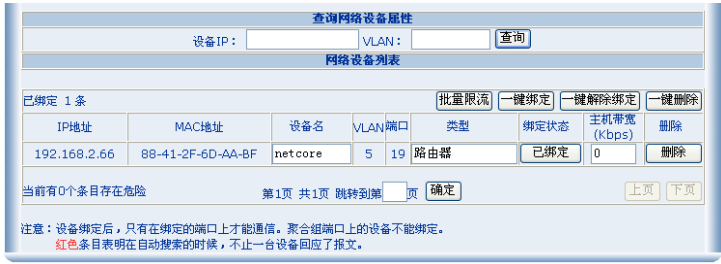 查询网络设备属性
设备IP： VLAN： 查询
网络设备列表
已绑定 1 条 批量限流 一键绑定 一键解除绑定 一键删除
IP地址 MAC地址 设备名 VLAN 端口 类型 绑定状态 主机带宽(Kbps) 删除
192.168.2.66 88-41-2F-6D-AA-BF netcore 5 19 路由器 已绑定 0 删除
当前有0个条目存在危险 第1页 共1页 跳转到第 页 确定 上页 下页
注意：设备绑定后，只有在绑定的端口上才能通信。聚合组端口上的设备不能绑定。
红色条目表明在自动搜索的时候，不止一台设备回应了报文。